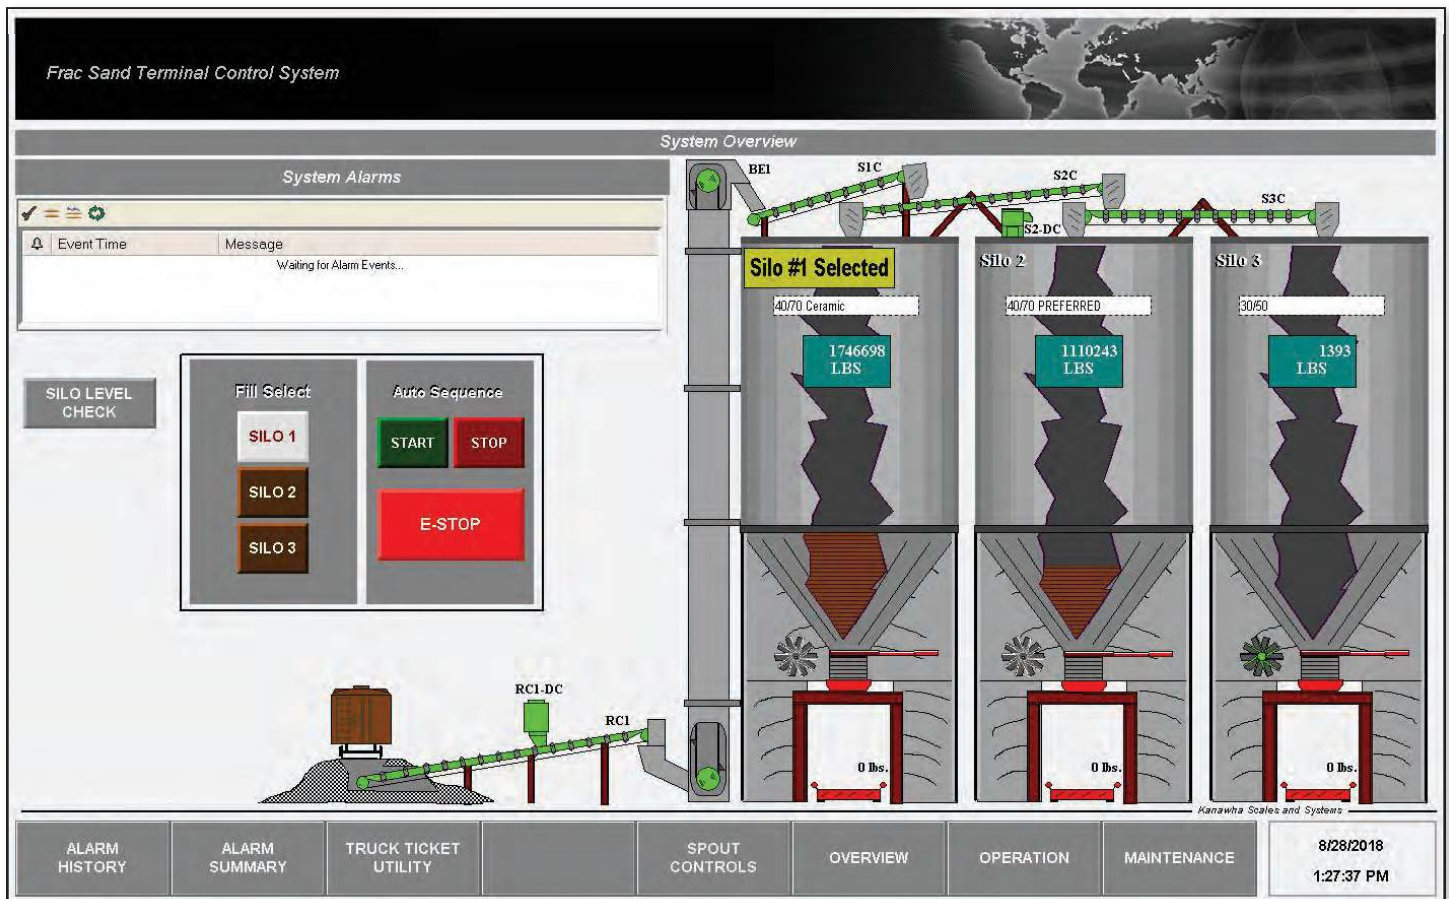 Frac Sand Terminal Control System
System Overview
System Alarms
Event Time Message
Waiting for Alarm Events...
SILO LEVEL
CHECK
Fill Select
SILO 1
SILO 2
SILO 3
Auto Sequence
START STOP
E-STOP
BE1
S1C
S2C
S3C
S2-DC
Silo #1 Selected
Silo 2
Silo 3
40/70 Ceramic
40/70 PREFERRED
30/50
1746698
LBS
1110243
LBS
1393
LBS
RC1-DC
RC1
0 lbs.
0 lbs.
0 lbs.
Kanawha Scales and Systems
ALARM
HISTORY
ALARM
SUMMARY
TRUCK TICKET
UTILITY
SPOUT
CONTROLS
OVERVIEW
OPERATION
MAINTENANCE
8/28/2018
1:27:37 PM